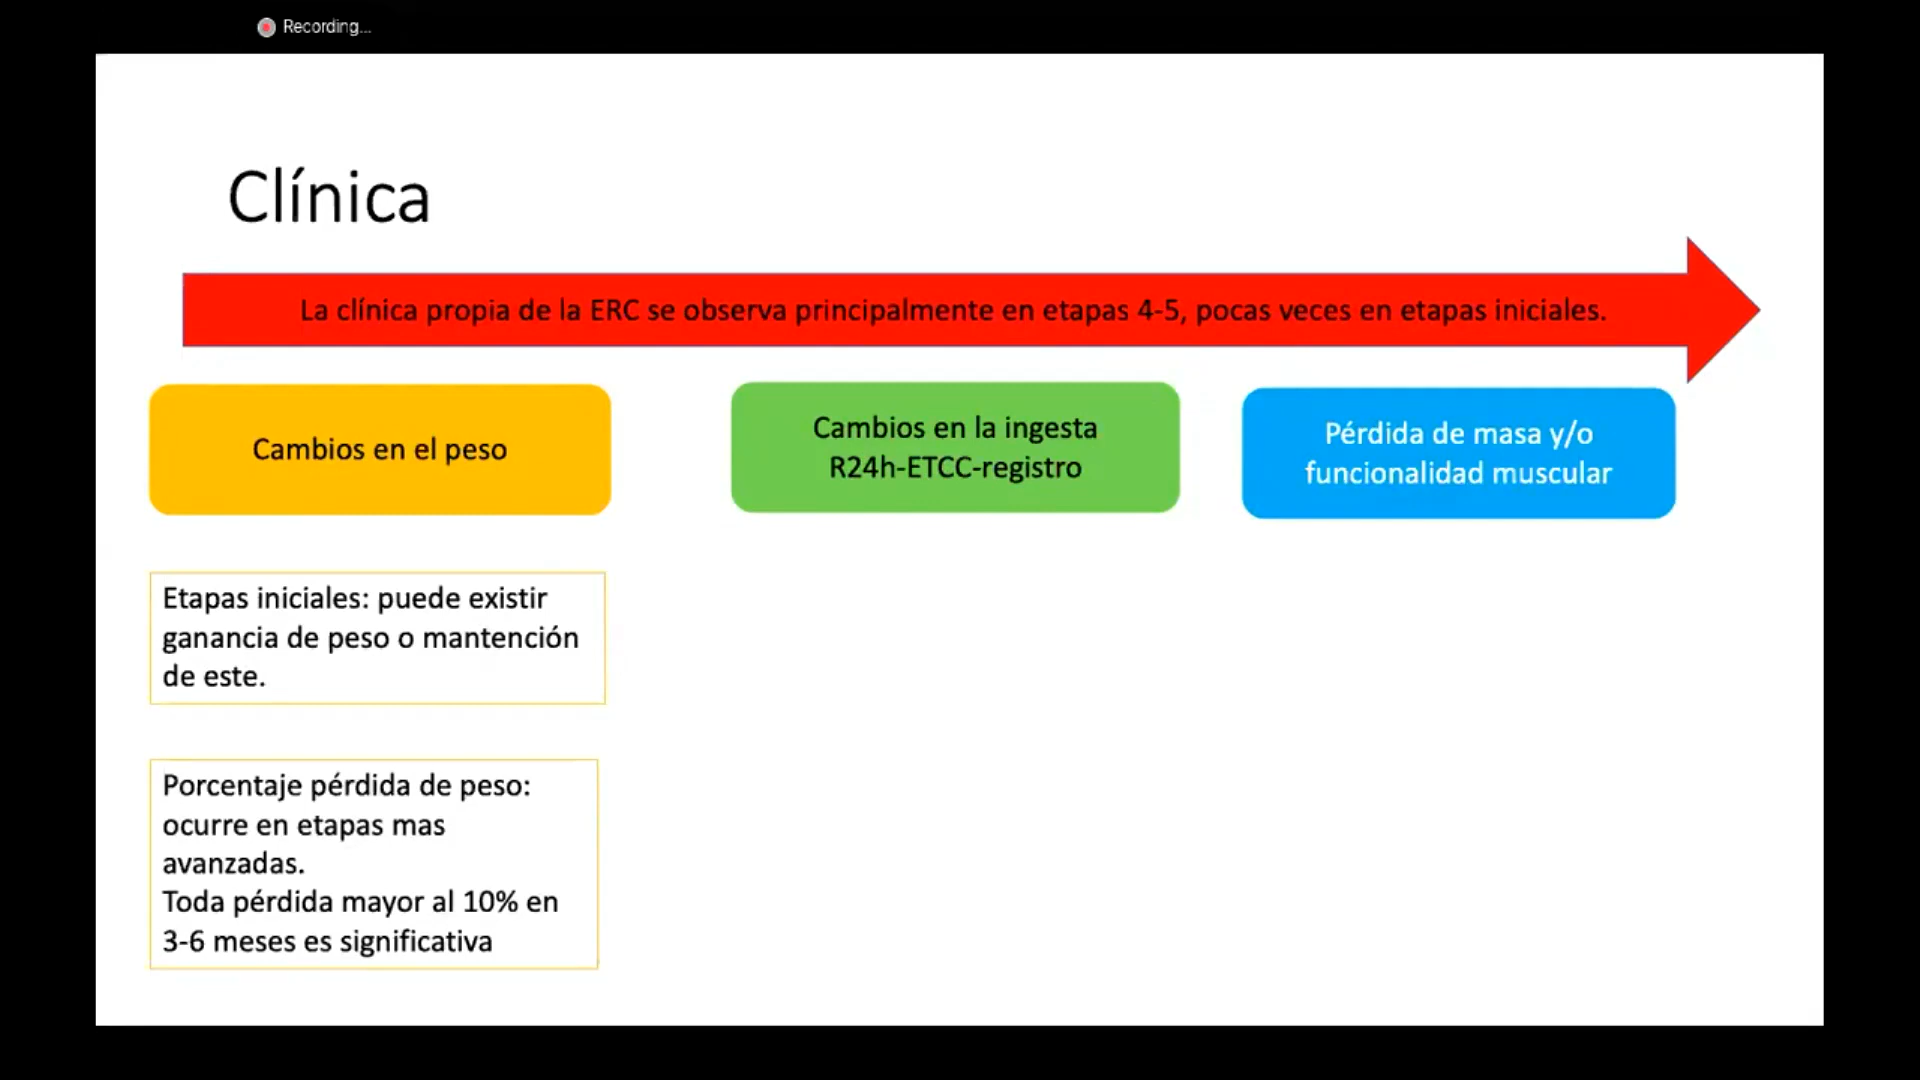 Recording...
Clínica
La clínica propia de la ERC se observa principalmente en etapas 4-5, pocas veces en etapas iniciales.
Cambios en el peso
Cambios en la ingesta
R24h-ETCC-registro
Pérdida de masa y/o
funcionalidad muscular
Etapas iniciales: puede existir
ganancia de peso o mantención
de este.
Porcentaje pérdida de peso:
ocurre en etapas mas
avanzadas.
Toda pérdida mayor al 10% en
3-6 meses es significativa